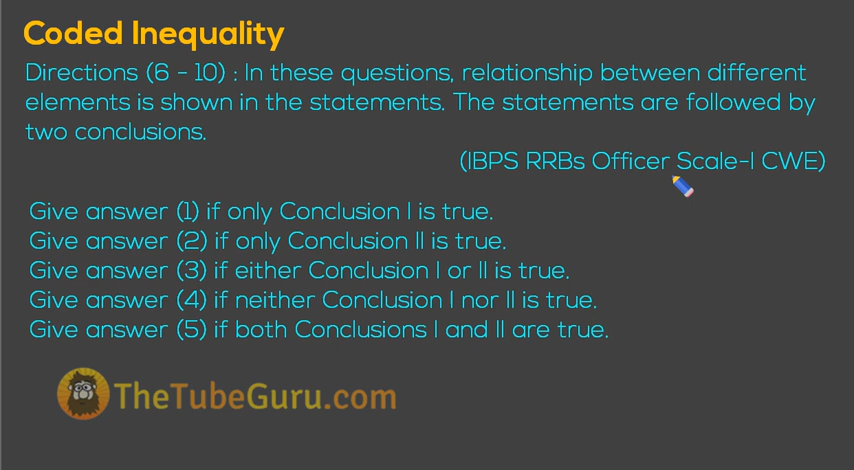 Coded Inequality
Directions (6 - 10) : In these questions, relationship between different
elements is shown in the statements. The statements are followed by
two conclusions.
(IBPS RRBs Officer Scale-I CWE)
Give answer (1) if only Conclusion I is true.
Give answer (2) if only Conclusion II is true.
Give answer (3) if either Conclusion I or II is true.
Give answer (4) if neither Conclusion I nor II is true.
Give answer (5) if both Conclusions I and II are true.
TheTubeGuru.com